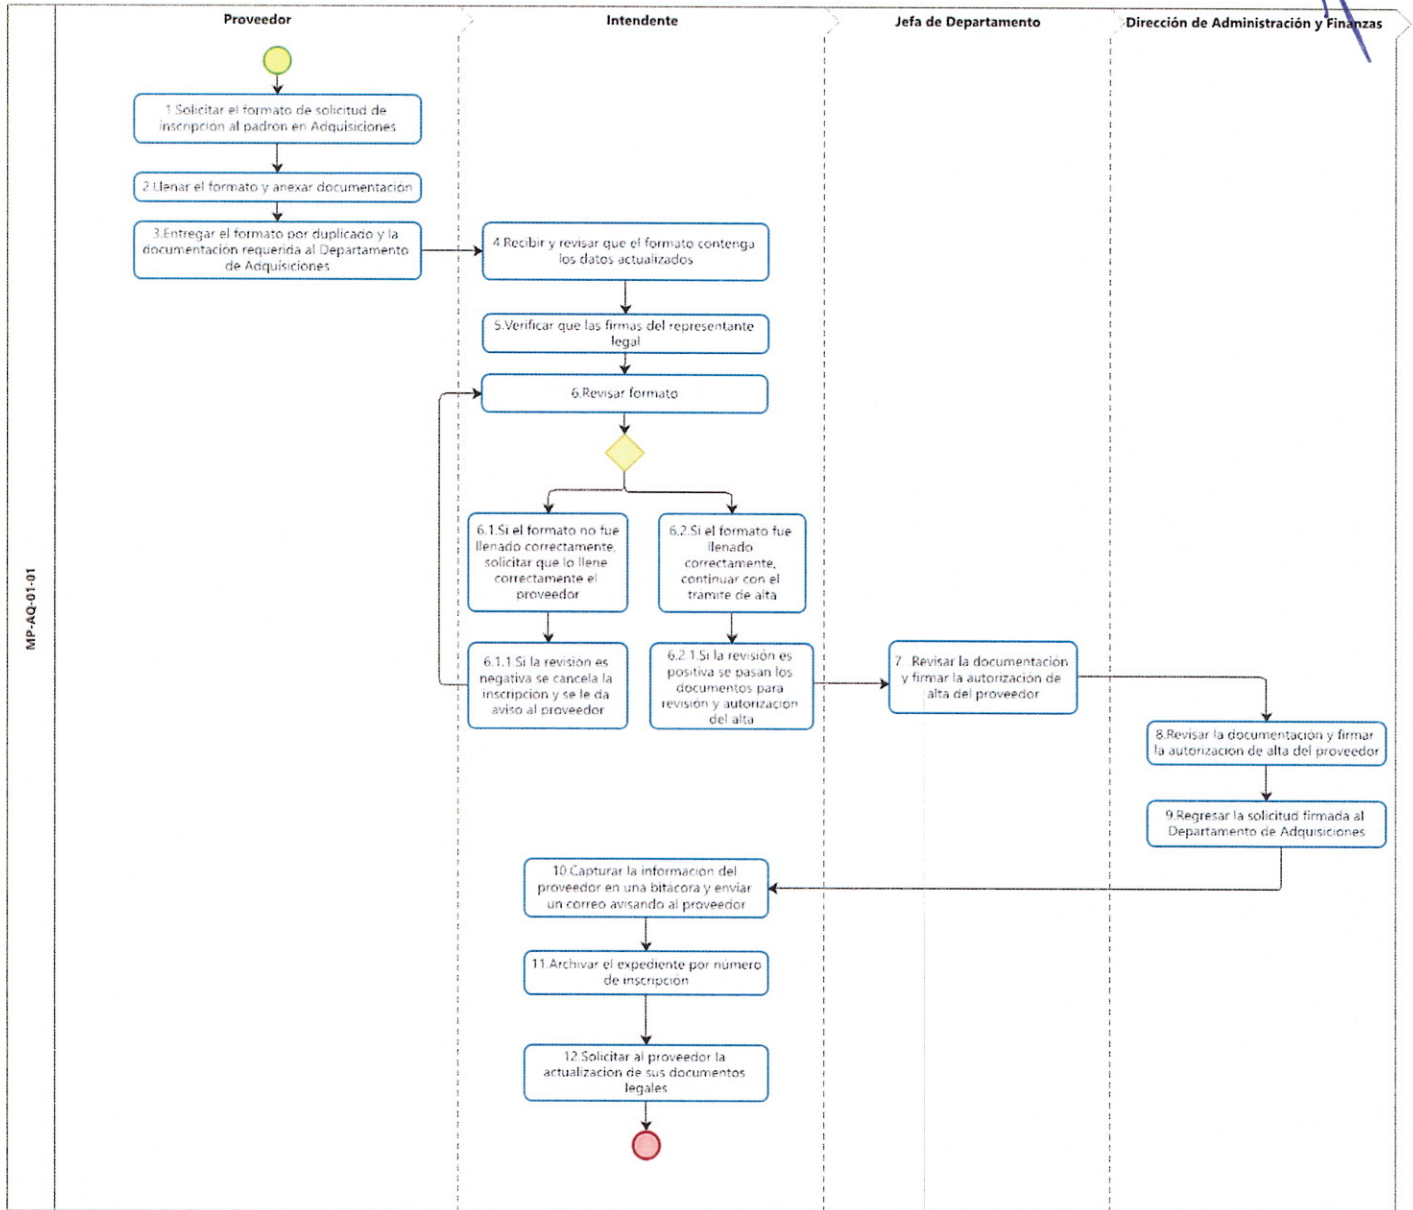 Proveedor
Intendente
Jefa de Departamento
Dirección de Administración y Finanzas
MP-AQ-01-01
1.Solicitar el formato de solicitud de
inscripción al padron en Adquisiciones
2.Llenar el formato y anexar documentación
3.Entregar el formato por duplicado y la
documentación requerida al Departamento
de Adquisiciones
4.Recibir y revisar que el formato contenga
los datos actualizados
5.Verificar que las firmas del representante
legal
6.Revisar formato
6.1.Si el formato no fue
llenado correctamente,
solicitar que lo llene
correctamente el
proveedor
6.2.Si el formato fue
llenado
correctamente,
continuar con el
tramite de alta
6.1.1.Si la revisión es
negativa se cancela la
inscripción y se le da
aviso al proveedor
6.2.1.Si la revisión es
positiva se pasan los
documentos para
revisión y autorización
del alta
7 . Revisar la documentación
y firmar la autorización de
alta del proveedor
8.Revisar la documentación y firmar
la autorización de alta del proveedor
9.Regresar la solicitud firmada al
Departamento de Adquisiciones
10.Capturar la información del
proveedor en una bitacora y enviar
un correo avisando al proveedor
11.Archivar el expediente por número
de inscripción
12.Solicitar al proveedor la
actualización de sus documentos
legales